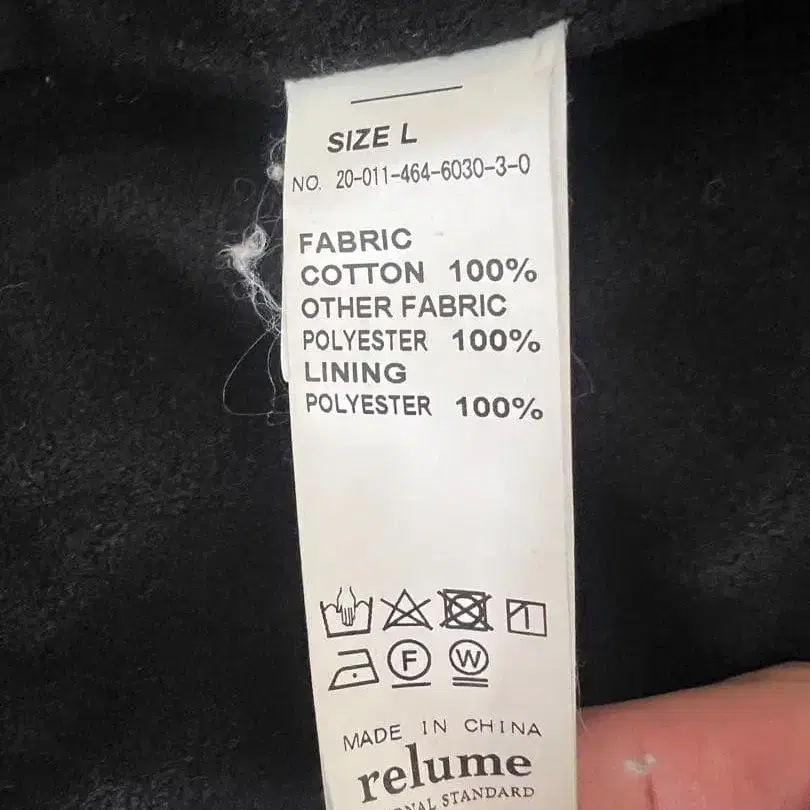 SIZE L
NO. 20-011-464-6030-3-0
FABRIC
COTTON 100%
OTHER FABRIC
POLYESTER 100%
LINING
POLYESTER 100%
F W
MADE IN CHINA
relume
STANDARD